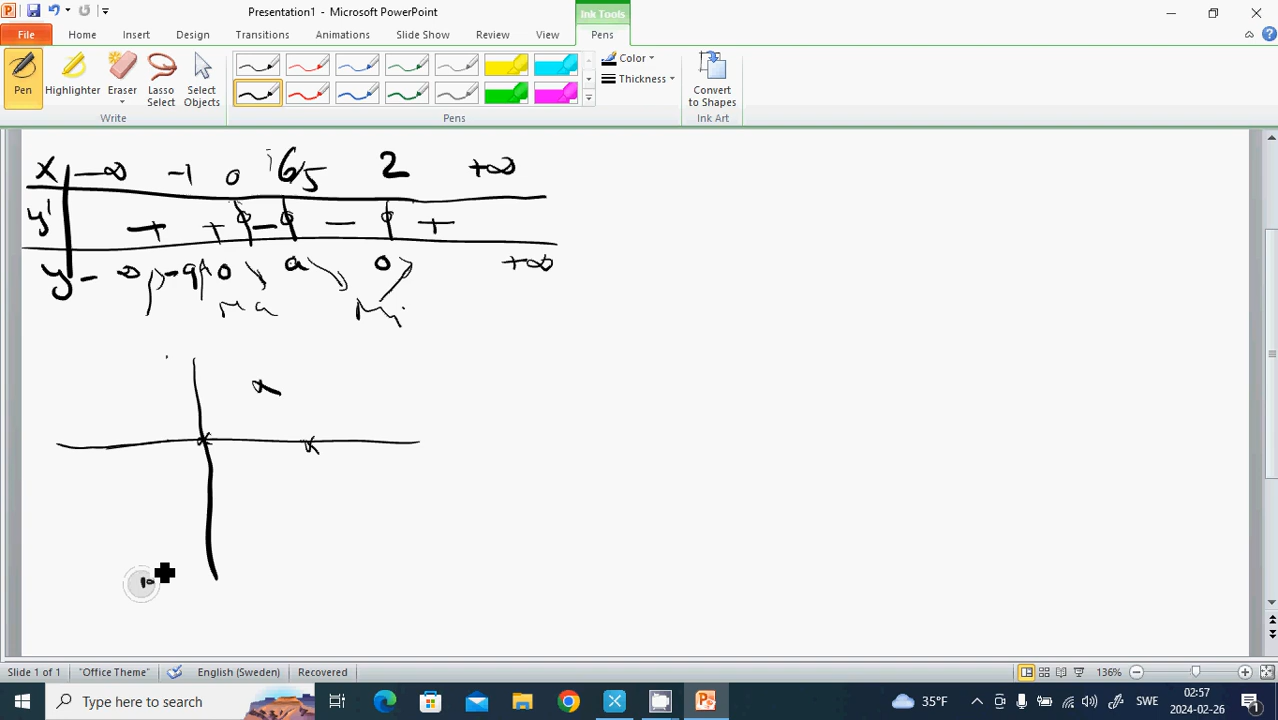 Presentation1 - Microsoft PowerPoint
Ink Tools
File Home Insert Design Transitions Animations Slide Show Review View Pens
Pen Highlighter Eraser Lasso Select Select Objects
Color
Thickness
Convert to Shapes
Write Pens Ink Art
x -∞ -1 0 6/5 2 +∞
y' + + 0 - 0 - 0 +
y -∞ -9 0 a 0 +∞
Ma Mi
Slide 1 of 1 "Office Theme" English (Sweden) Recovered 136%
Type here to search 35°F SWE 02:57
2024-02-26